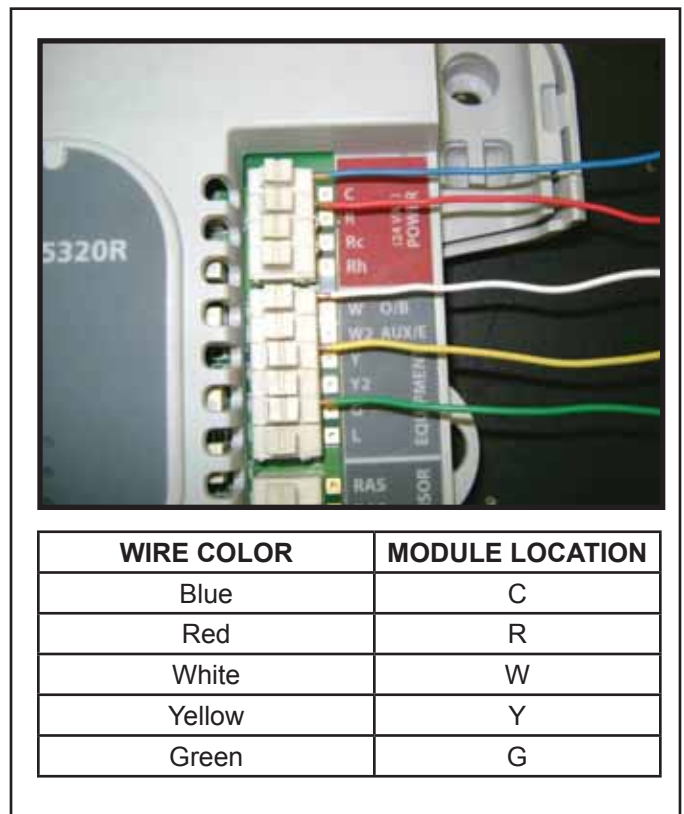 5320R
C
R
Rc
Rh
(24 VAC)
POWER
W O/B
W2 AUX/E
Y
Y2
G
L
EQUIPMENT
RAS
WIRE COLOR MODULE LOCATION
Blue C
Red R
White W
Yellow Y
Green G